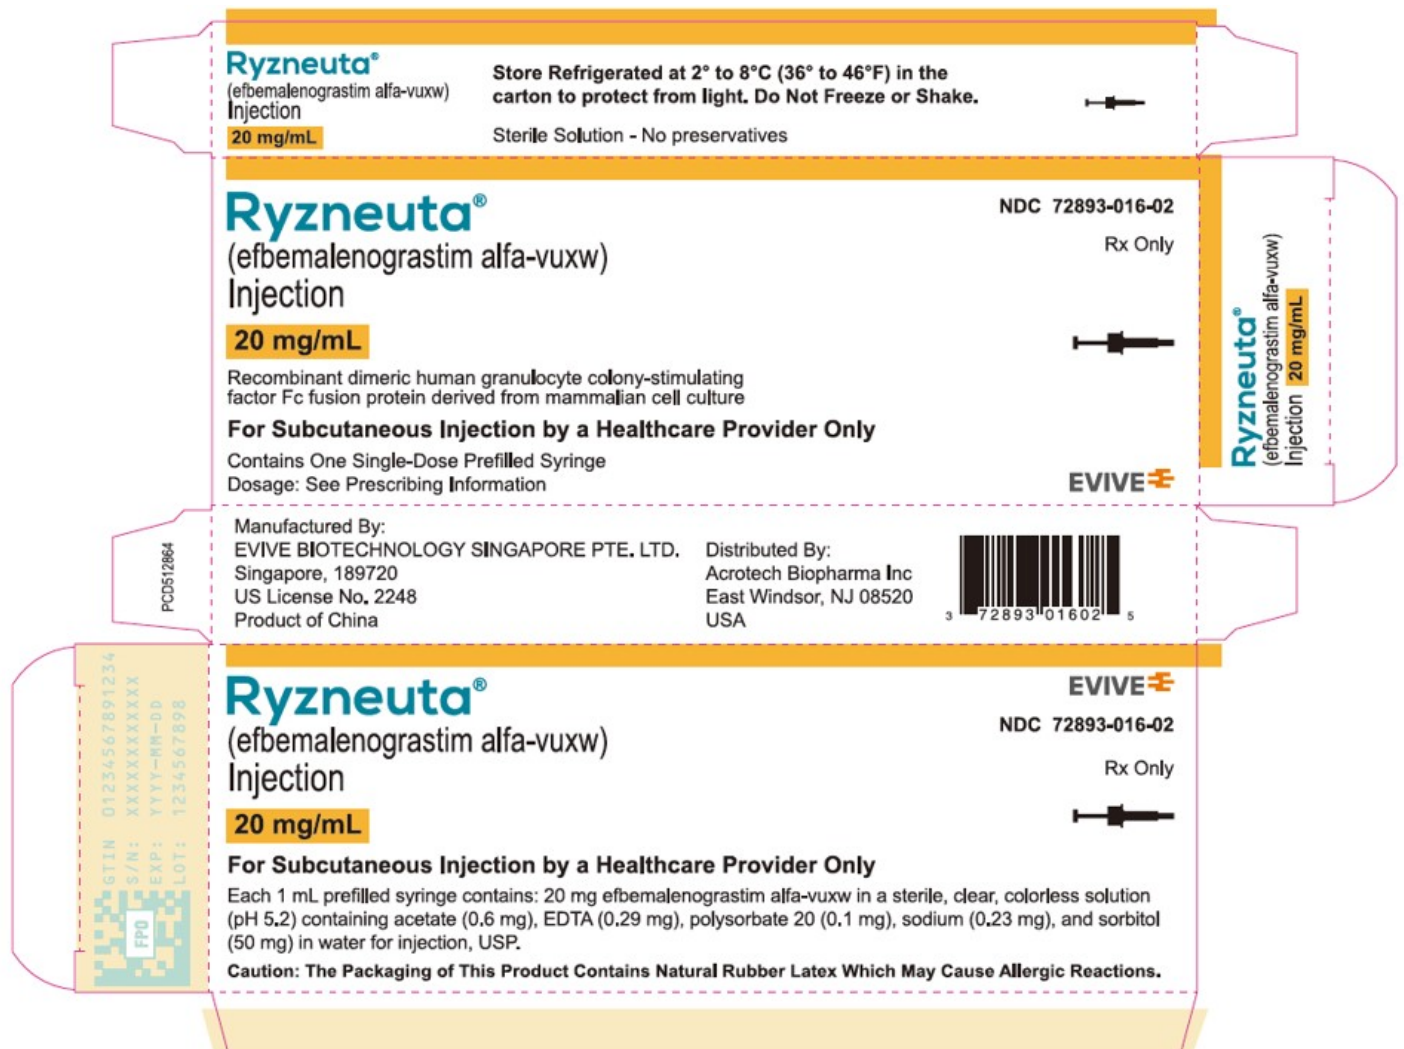 Ryzneuta®
(efbemalenograstim alfa-vuxw)
Injection
20 mg/mL
Store Refrigerated at 2° to 8°C (36° to 46°F) in the
carton to protect from light. Do Not Freeze or Shake.
Sterile Solution - No preservatives
Ryzneuta®
(efbemalenograstim alfa-vuxw)
Injection
20 mg/mL
Recombinant dimeric human granulocyte colony-stimulating
factor Fc fusion protein derived from mammalian cell culture
For Subcutaneous Injection by a Healthcare Provider Only
Contains One Single-Dose Prefilled Syringe
Dosage: See Prescribing Information
NDC 72893-016-02
Rx Only
EVIVE
Ryzneuta®
(efbemalenograstim alfa-vuxw)
Injection 20 mg/mL
PCD512864
Manufactured By:
EVIVE BIOTECHNOLOGY SINGAPORE PTE. LTD.
Singapore, 189720
US License No. 2248
Product of China
Distributed By:
Acrotech Biopharma Inc
East Windsor, NJ 08520
USA
3 72893 01602 5
GTIN 01234567891234
S/N: XXXXXXXXXXXXX
EXP: YYYY-MM-DD
LOT: 1234567898
FPO
Ryzneuta®
(efbemalenograstim alfa-vuxw)
Injection
20 mg/mL
EVIVE
NDC 72893-016-02
Rx Only
For Subcutaneous Injection by a Healthcare Provider Only
Each 1 mL prefilled syringe contains: 20 mg efbemalenograstim alfa-vuxw in a sterile, clear, colorless solution
(pH 5.2) containing acetate (0.6 mg), EDTA (0.29 mg), polysorbate 20 (0.1 mg), sodium (0.23 mg), and sorbitol
(50 mg) in water for injection, USP.
Caution: The Packaging of This Product Contains Natural Rubber Latex Which May Cause Allergic Reactions.